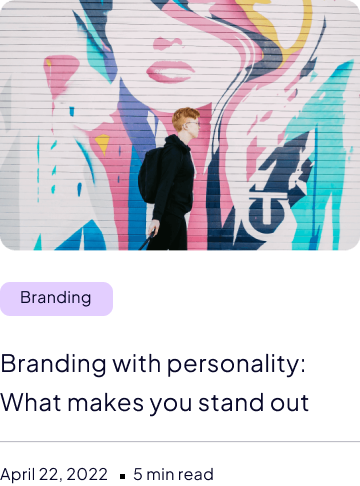 Branding
Branding with personality:
What makes you stand out
April 22, 2022 ▪ 5 min read